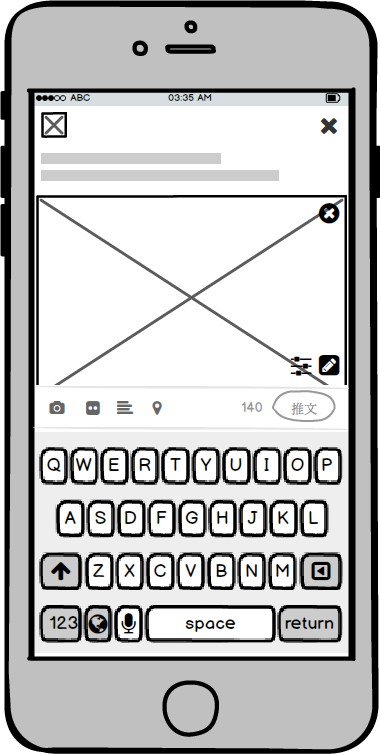 ABC 03:35 AM
140 推文
Q W E R T Y U I O P
A S D F G H J K L
Z X C V B N M
123 space return